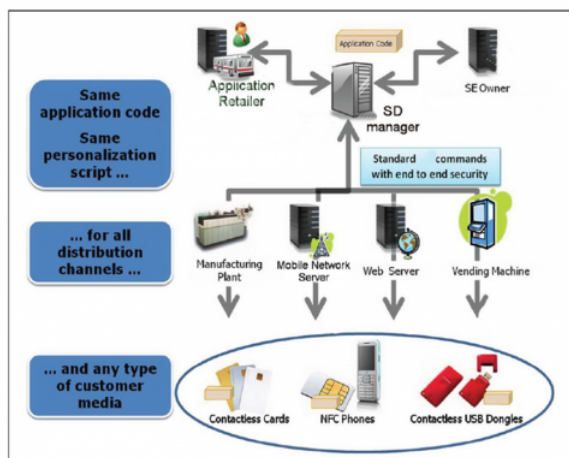 Application Code
Application
Retailer
SD
manager
SE Owner
Same
application code
Same
personalization
script ...
Standard commands
with end to end security
... for all
distribution
channels ...
Manufacturing
Plant
Mobile Network
Server
Web Server
Vending Machine
... and any type
of customer
media
Contactless Cards
NFC Phones
Contactless USB Dongles